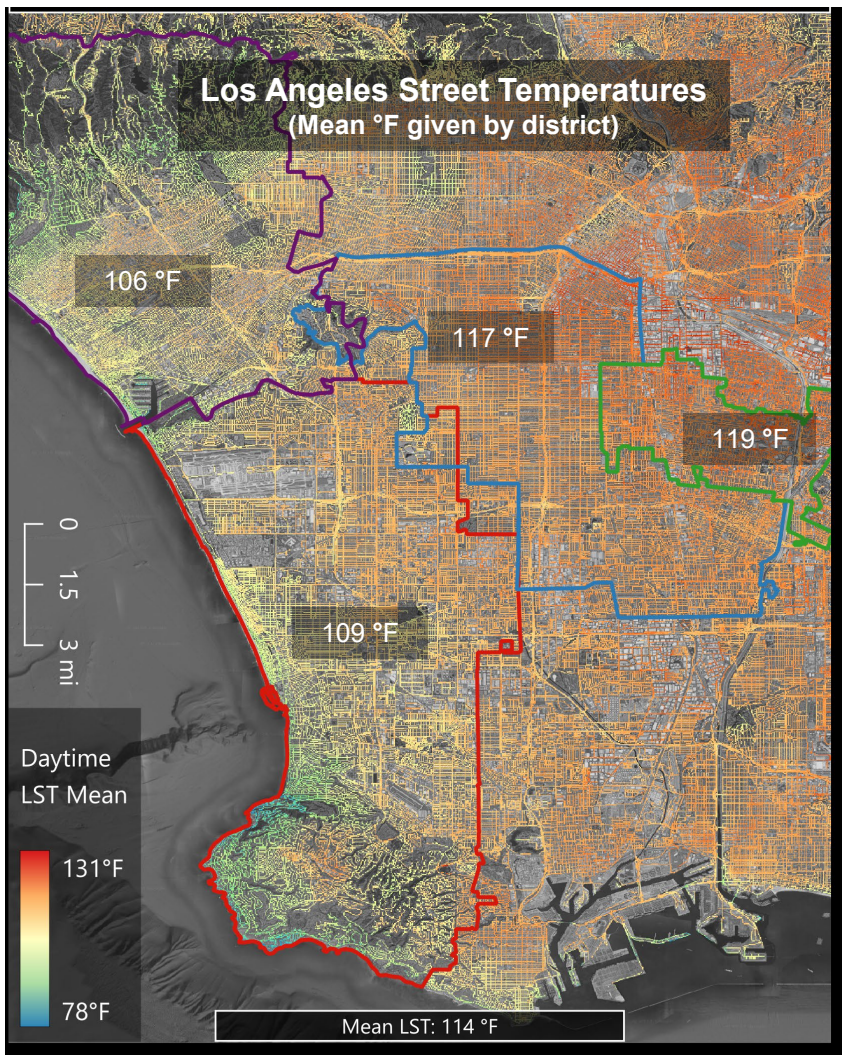 Los Angeles Street Temperatures
(Mean °F given by district)
106 °F
117 °F
119 °F
109 °F
0
1.5
3 mi
Daytime
LST Mean
131°F
78°F
Mean LST: 114 °F